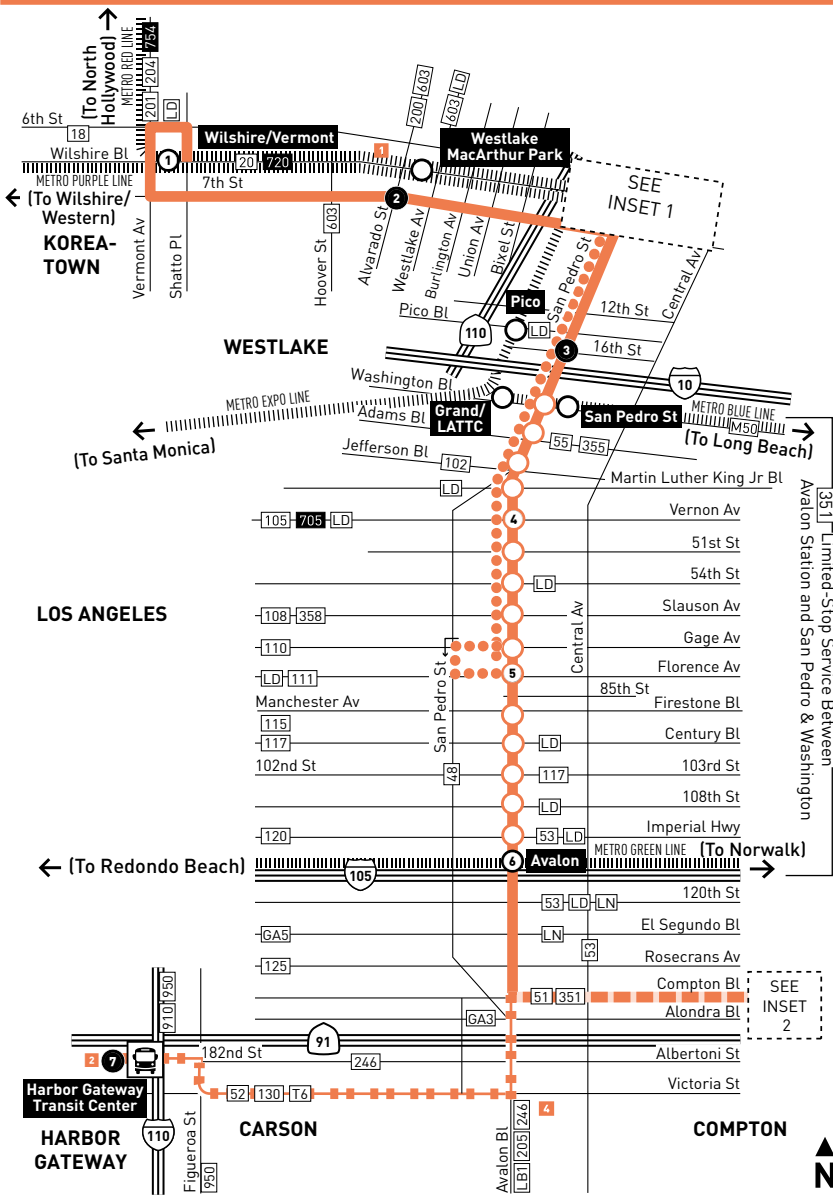 (To North
Hollywood)
METRO RED LINE
754
201 204
LD
200 603
603 LD
6th St
18
Wilshire/Vermont
Westlake
MacArthur Park
Wilshire Bl
1
20 720
1
METRO PURPLE LINE
7th St
SEE
INSET 1
(To Wilshire/
Western)
2
KOREA-
TOWN
Vermont Av
Shatto Pl
Hoover St
603
Alvarado St
Westlake Av
Burlington Av
Union Av
Bixel St
San Pedro St
Central Av
Pico
12th St
Pico Bl
110
LD
WESTLAKE
3
16th St
10
Washington Bl
METRO EXPO LINE
Grand/
LATTC
San Pedro St
METRO BLUE LINE
M50
Adams Bl
(To Santa Monica)
55 355
(To Long Beach)
Jefferson Bl
102
Martin Luther King Jr Bl
LD
351 Limited-Stop Service Between
Avalon Station and San Pedro & Washington
Vernon Av
105 705 LD
4
51st St
54th St
LD
LOS ANGELES
108 358
Slauson Av
110
Gage Av
Central Av
San Pedro St
LD 111
5
Florence Av
85th St
Manchester Av
Firestone Bl
115
117
LD
Century Bl
102nd St
48
117
103rd St
LD
108th St
120
53 LD
Imperial Hwy
(To Redondo Beach)
6
Avalon
METRO GREEN LINE
(To Norwalk)
105
120th St
53 LD LN
GA5
LN
El Segundo Bl
53
125
Rosecrans Av
Compton Bl
51 351
SEE
INSET
2
910 950
GA3
Alondra Bl
91
2
7
182nd St
246
Albertoni St
Harbor Gateway
Transit Center
52 130 T6
Victoria St
4
HARBOR
GATEWAY
110
Figueroa St
950
CARSON
Avalon Bl
LB1 205 246
COMPTON
N